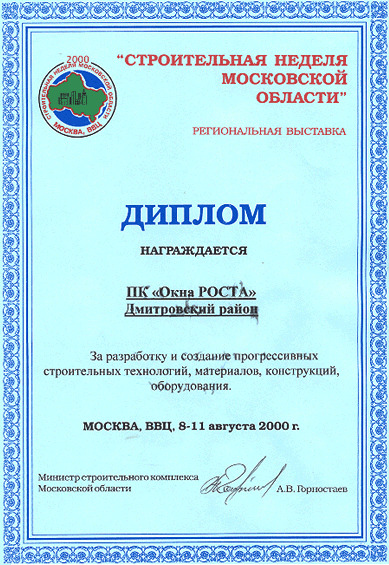 2000
СТРОИТЕЛЬНАЯ НЕДЕЛЯ МОСКОВСКОЙ ОБЛАСТИ
МОСКВА, ВВЦ
"СТРОИТЕЛЬНАЯ НЕДЕЛЯ
МОСКОВСКОЙ
ОБЛАСТИ"
РЕГИОНАЛЬНАЯ ВЫСТАВКА
ДИПЛОМ
НАГРАЖДАЕТСЯ
ПК «Окна РОСТА»
Дмитровский район
За разработку и создание прогрессивных
строительных технологий, материалов, конструкций,
оборудования.
МОСКВА, ВВЦ, 8-11 августа 2000 г.
Министр строительного комплекса
Московской области
А.В. Горностаев